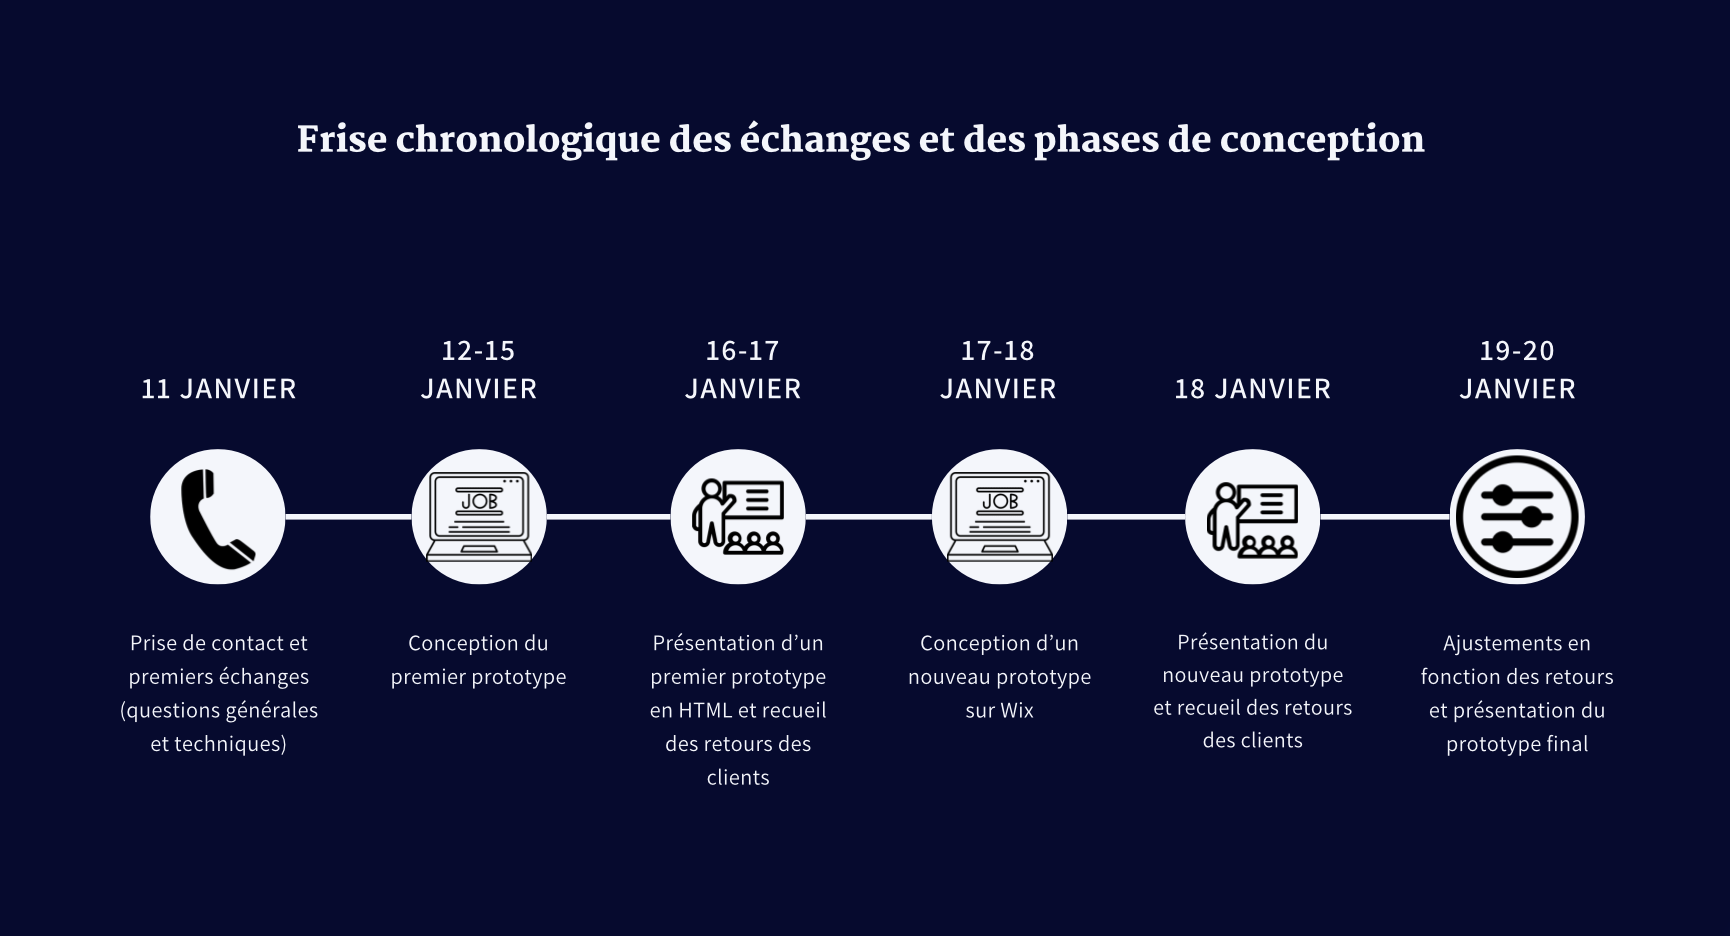 Frise chronologique des échanges et des phases de conception
11 JANVIER
12-15
JANVIER
16-17
JANVIER
17-18
JANVIER
18 JANVIER
19-20
JANVIER
JOB
JOB
Prise de contact et
premiers échanges
(questions générales
et techniques)
Conception du
premier prototype
Présentation d’un
premier prototype
en HTML et recueil
des retours des
clients
Conception d’un
nouveau prototype
sur Wix
Présentation du
nouveau prototype
et recueil des retours
des clients
Ajustements en
fonction des retours
et présentation du
prototype final